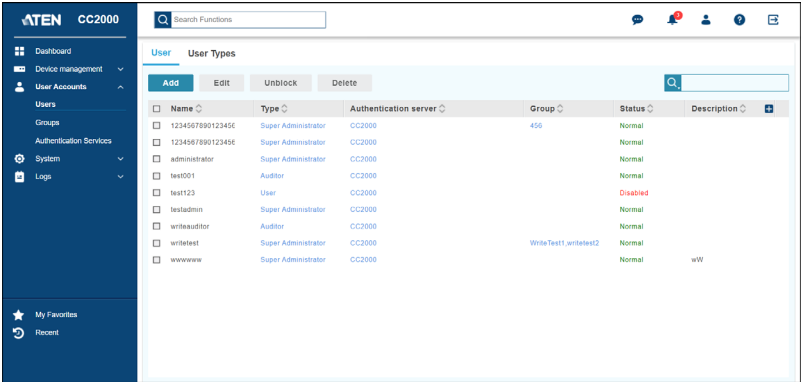 ATEN CC2000
Search Functions
3
Dashboard
Device management
User Accounts
Users
Groups
Authentication Services
System
Logs
My Favorites
Recent
User User Types
Add Edit Unblock Delete
Name Type Authentication server Group Status Description
123456789012345€ Super Administrator CC2000 456 Normal
123456789012345€ Super Administrator CC2000 Normal
administrator Super Administrator CC2000 Normal
test001 Auditor CC2000 Normal
test123 User CC2000 Disabled
testadmin Super Administrator CC2000 Normal
writeauditor Auditor CC2000 Normal
writetest Super Administrator CC2000 WriteTest1,writetest2 Normal
wwwwww Super Administrator CC2000 Normal wW